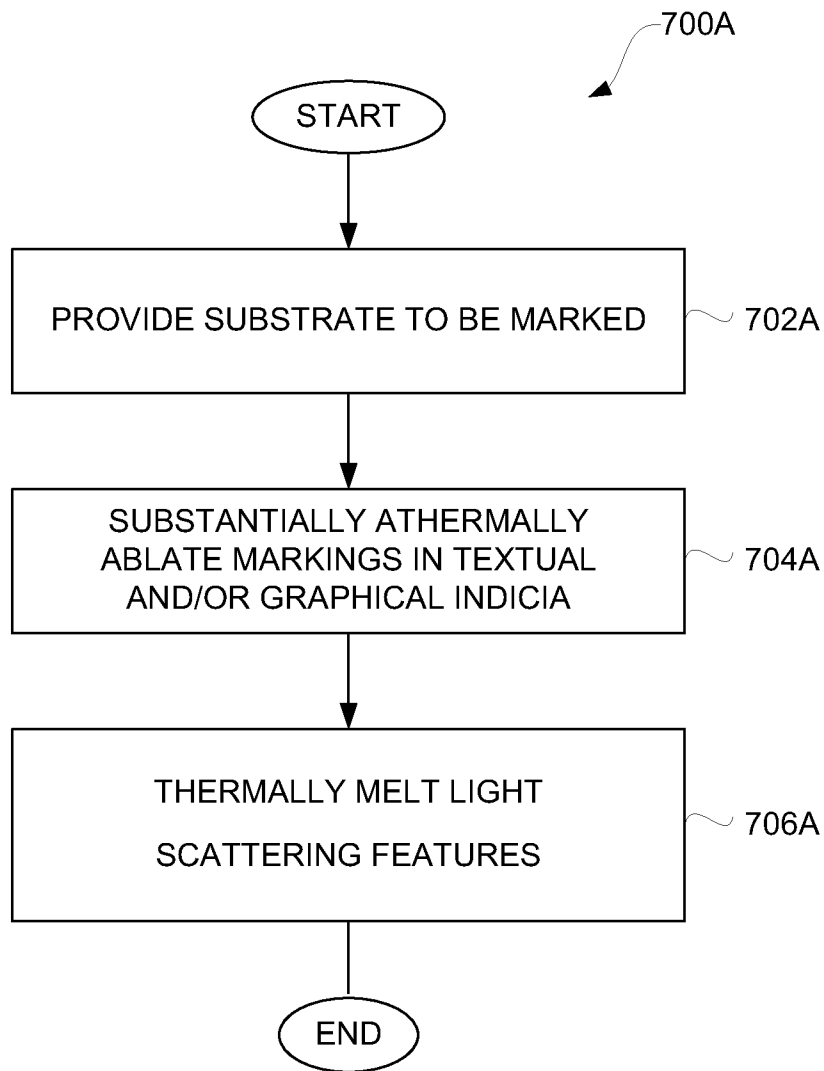 700A
START
PROVIDE SUBSTRATE TO BE MARKED
702A
SUBSTANTIALLY ATHERMALLY
ABLATE MARKINGS IN TEXTUAL
AND/OR GRAPHICAL INDICIA
704A
THERMALLY MELT LIGHT
SCATTERING FEATURES
706A
END